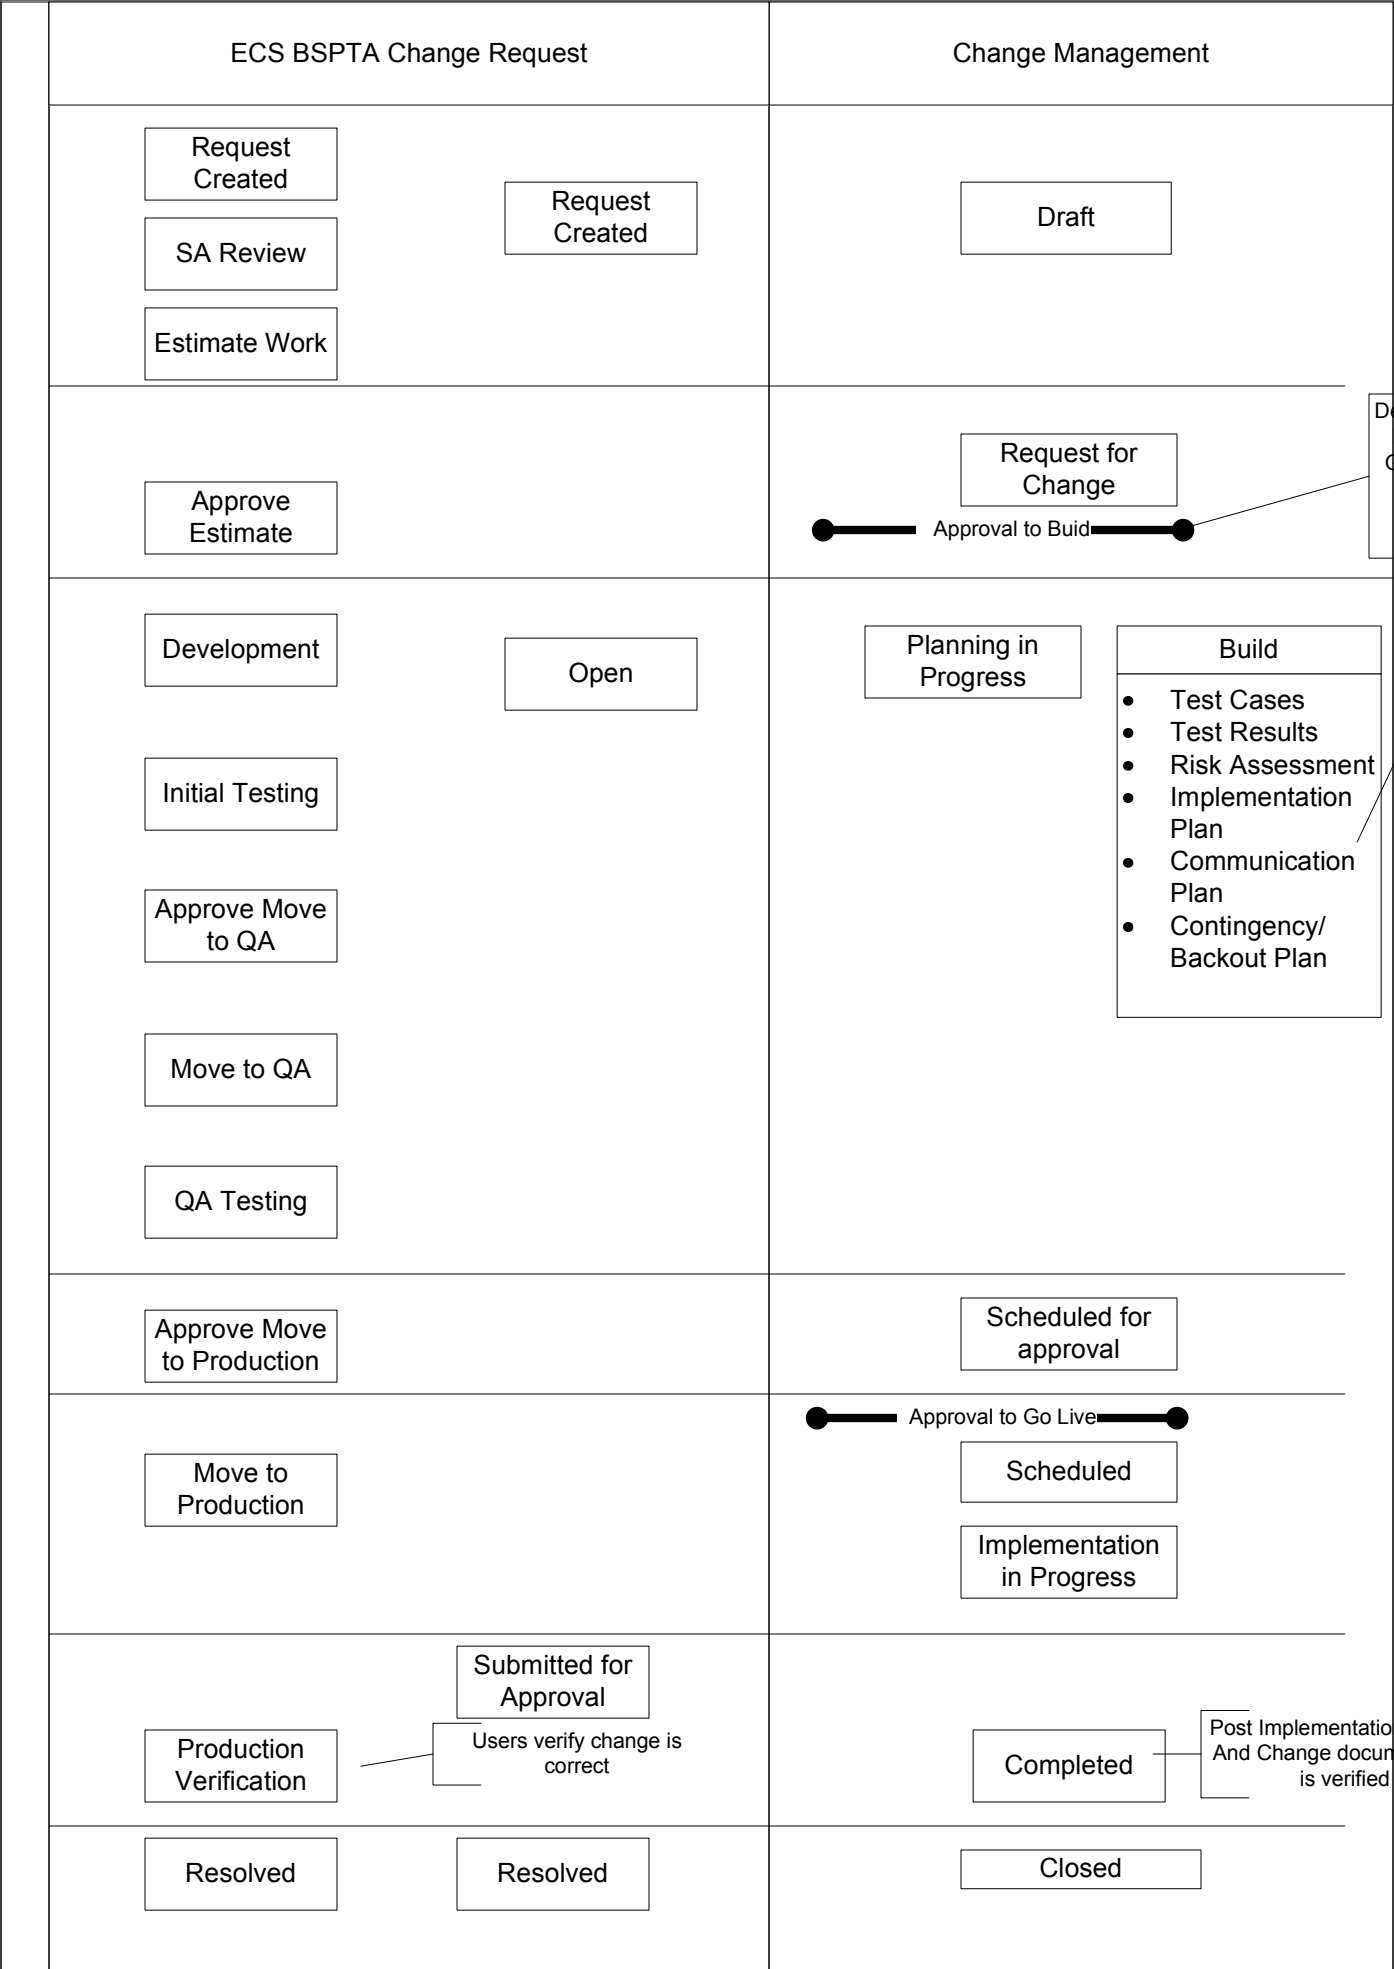 ECS BSPTA Change Request
Change Management
Request
Created
SA Review
Estimate Work
Request
Created
Draft
Approve
Estimate
Request for
Change
Approval to Buid
Development
Initial Testing
Approve Move
to QA
Move to QA
QA Testing
Open
Planning in
Progress
Build
• Test Cases
• Test Results
• Risk Assessment
• Implementation
Plan
• Communication
Plan
• Contingency/
Backout Plan
Approve Move
to Production
Scheduled for
approval
Move to
Production
Approval to Go Live
Scheduled
Implementation
in Progress
Submitted for
Approval
Users verify change is
correct
Production
Verification
Completed
Post
And Change
is verified
Resolved
Resolved
Closed